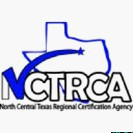 NCTRCA
North Central Texas Regional Certification Agency